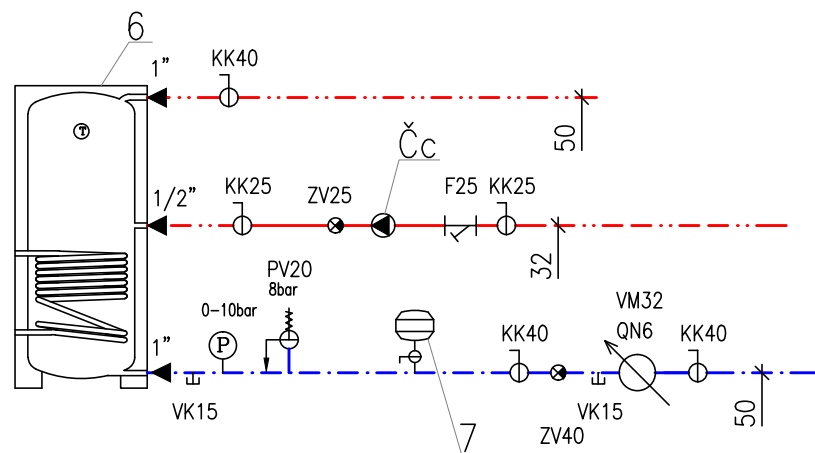 6
1"
KK40
50
T
Čc
1/2"
KK25
ZV25
F25
KK25
32
PV20
8bar
0-10bar
VM32
QN6
1"
P
KK40
KK40
VK15
VK15
50
ZV40
7